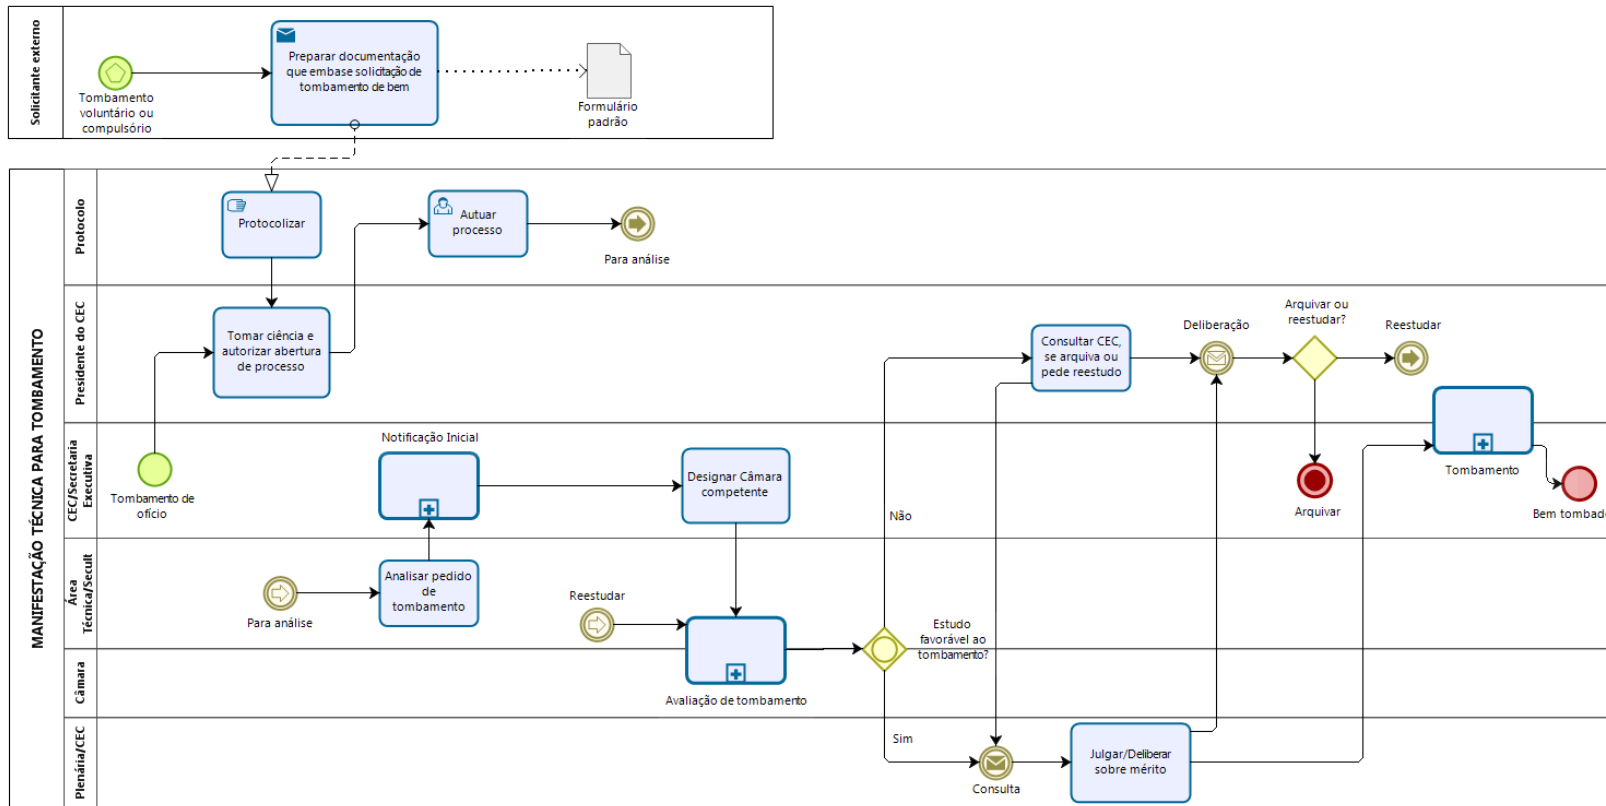 Solicitante externo
Tombamento
voluntário ou
compulsório
Preparar documentação
que embase solicitação de
tombamento de bem
Formulário
padrão
MANIFESTAÇÃO TÉCNICA PARA TOMBAMENTO
Protocolo
Protocolizar
Autuar
processo
Para análise
Presidente do CEC
Tomar ciência e
autorizar abertura
de processo
Consultar CEC,
se arquiva ou
pede reestudo
Deliberação
Arquivar ou
reestudar?
Reestudar
CEC/Secretaria
Executiva
Tombamento de
ofício
Notificação Inicial
Designar Câmara
competente
Não
Arquivar
Tombamento
Bem tombado
Área
Técnica/Secult
Para análise
Analisar pedido
de
tombamento
Reestudar
Estudo
favorável ao
tombamento?
Câmara
Avaliação de tombamento
Plenária/CEC
Sim
Consulta
Julgar/Deliberar
sobre mérito